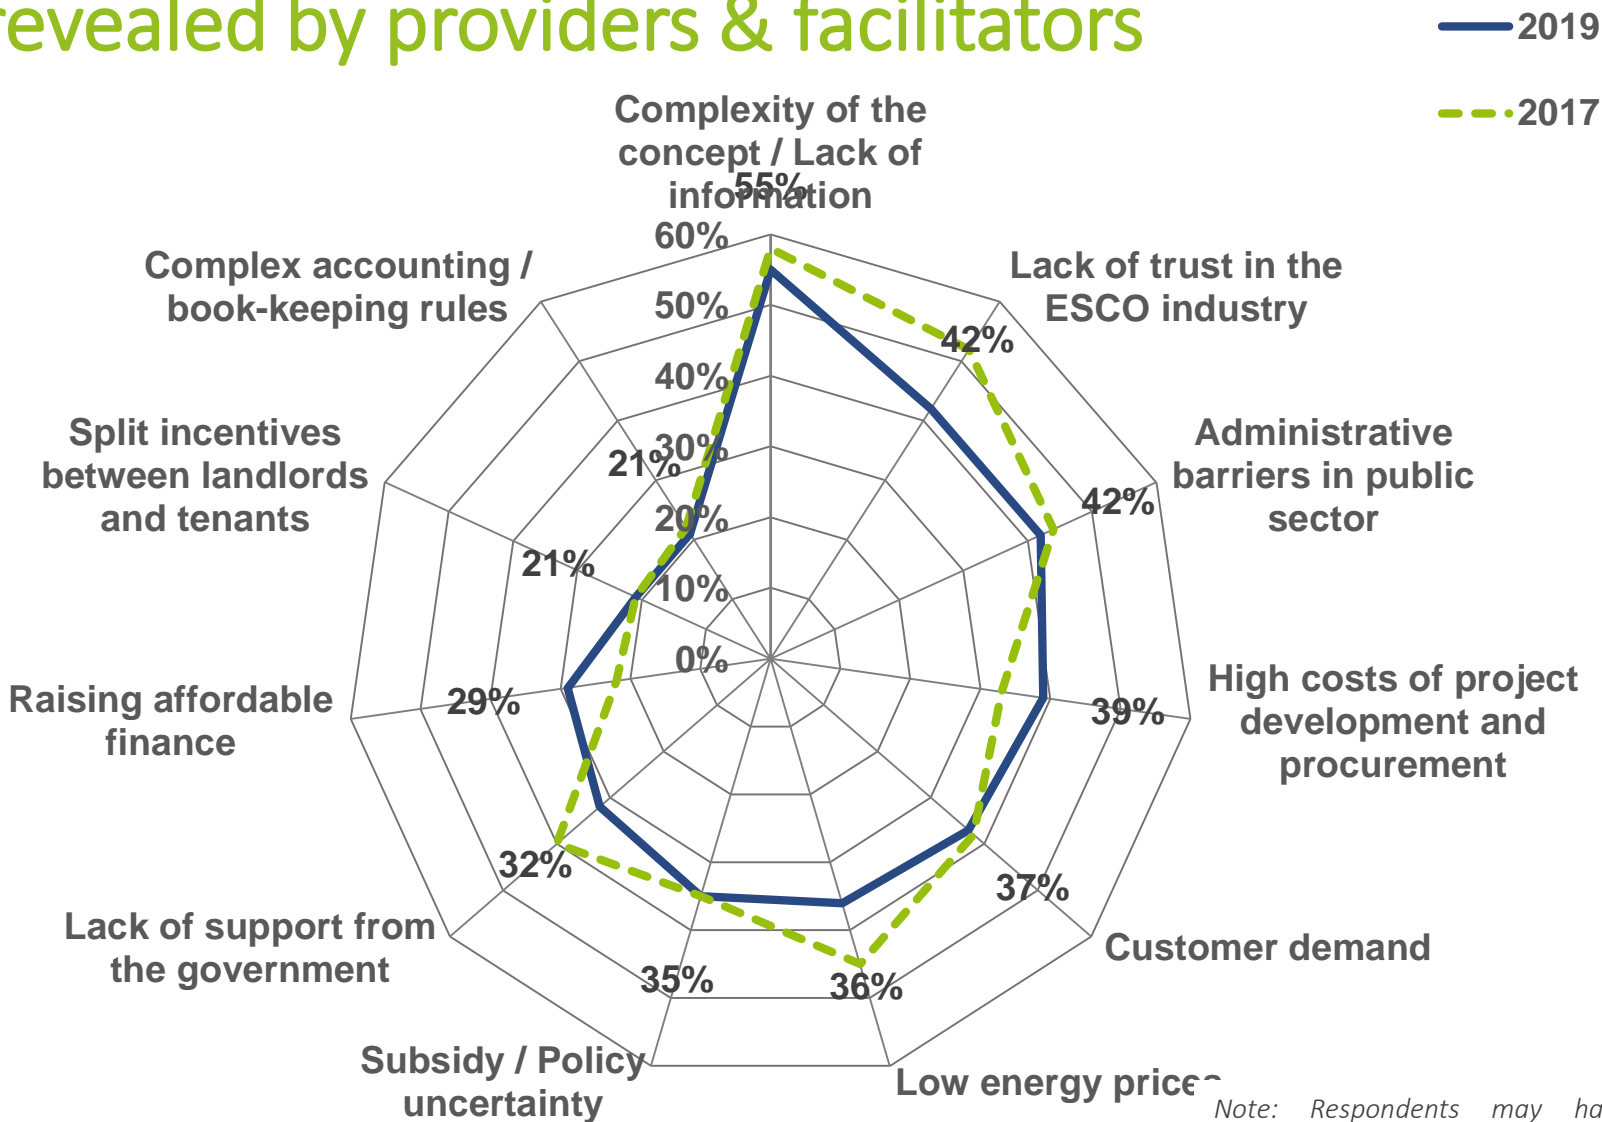 revealed by providers & facilitators
2019
2017
Complexity of the
concept / Lack of
information
55%
60%
50%
40%
30%
20%
10%
0%
Lack of trust in the
ESCO industry
42%
Administrative
barriers in public
sector
42%
High costs of project
development and
procurement
39%
Customer demand
37%
Low energy prices
36%
Subsidy / Policy
uncertainty
35%
Lack of support from
the government
32%
Raising affordable
finance
29%
Split incentives
between landlords
and tenants
21%
Complex accounting /
book-keeping rules
21%
Note: Respondents may ha